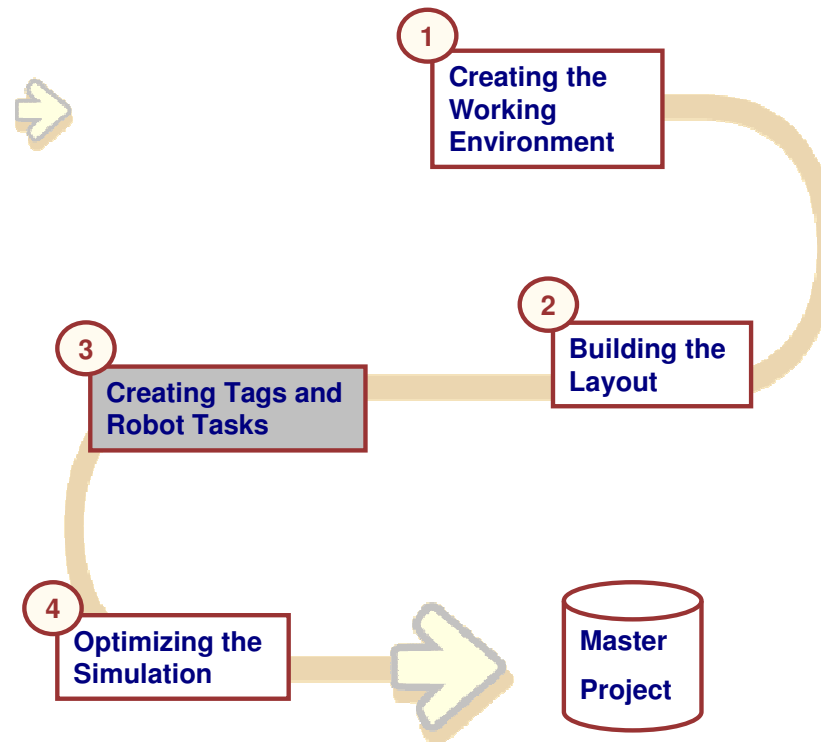 1
Creating the
Working
Environment
2
Building the
Layout
3
Creating Tags and
Robot Tasks
4
Optimizing the
Simulation
Master
Project